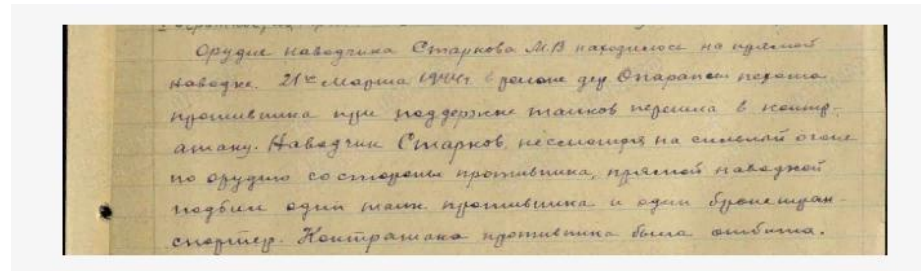 Орудие наводчика Старкова М.В находилось на прямой
наводке. 21го марта 1944г. в районе дер. пехота
противника при поддержке танков перешла в контр-
атаку. Наводчик Старков, несмотря на сильный огонь
по орудию со стороны противника, прямой наводкой
подбил один танк противника и один бронетран-
спортер. Контратака противника была отбита.